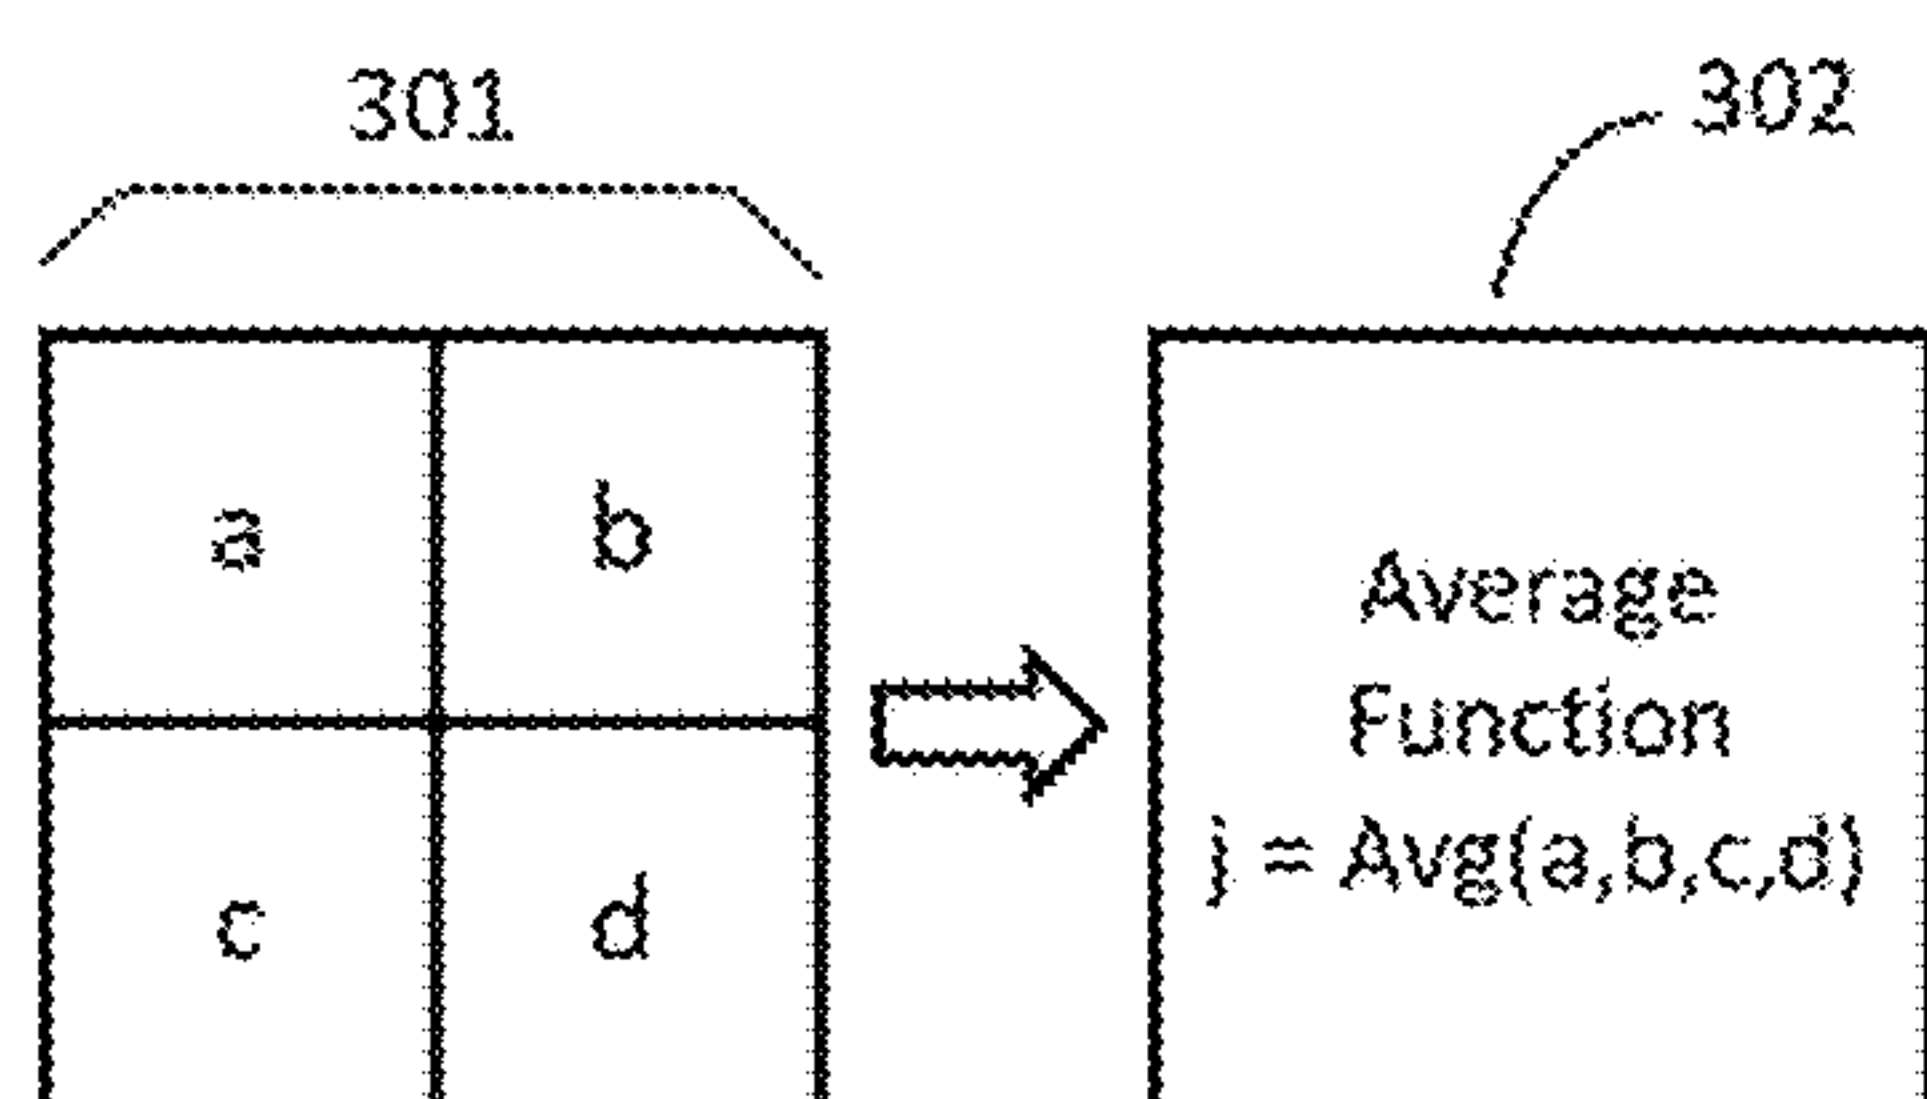 301
302
a b
c d
Average
Function
j = Avg(a,b,c,d)